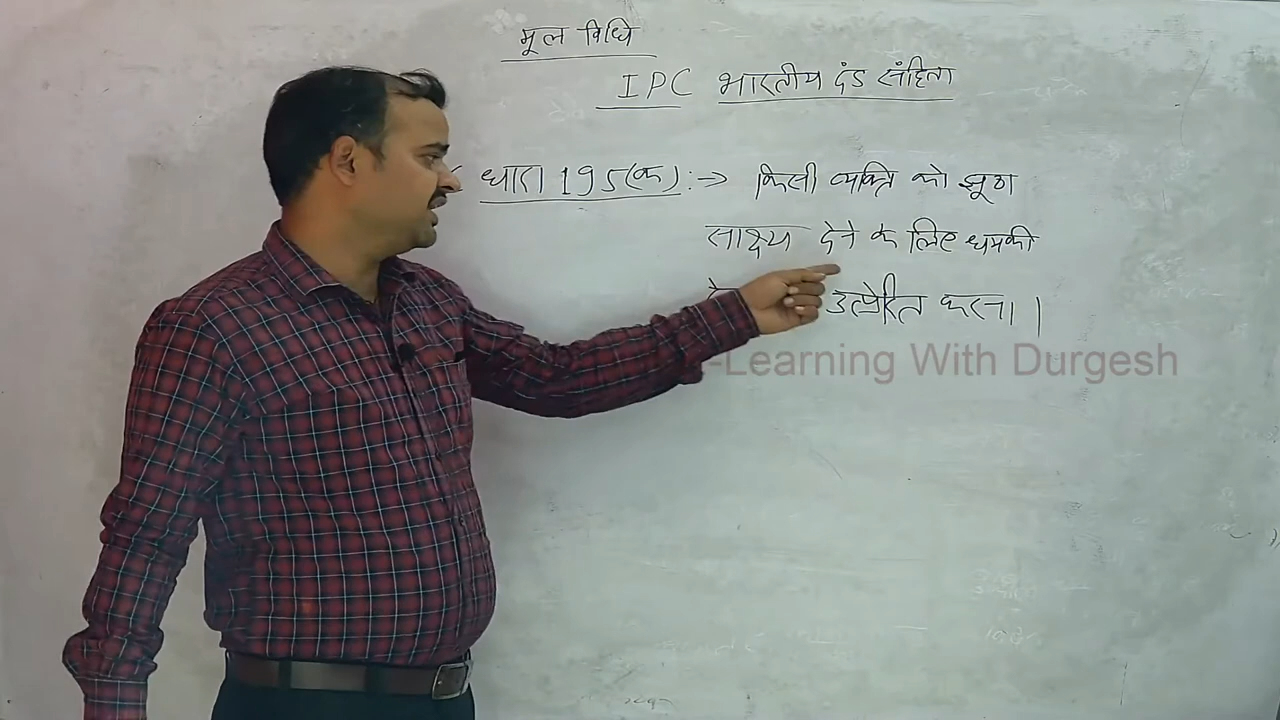 मूल विधि
IPC भारतीय दंड संहिता
धारा 195(क) :→ किसी व्यक्ति को झूठा
साक्ष्य देने के लिए धमकी
उत्प्रेरित करना।
-Learning With Durgesh